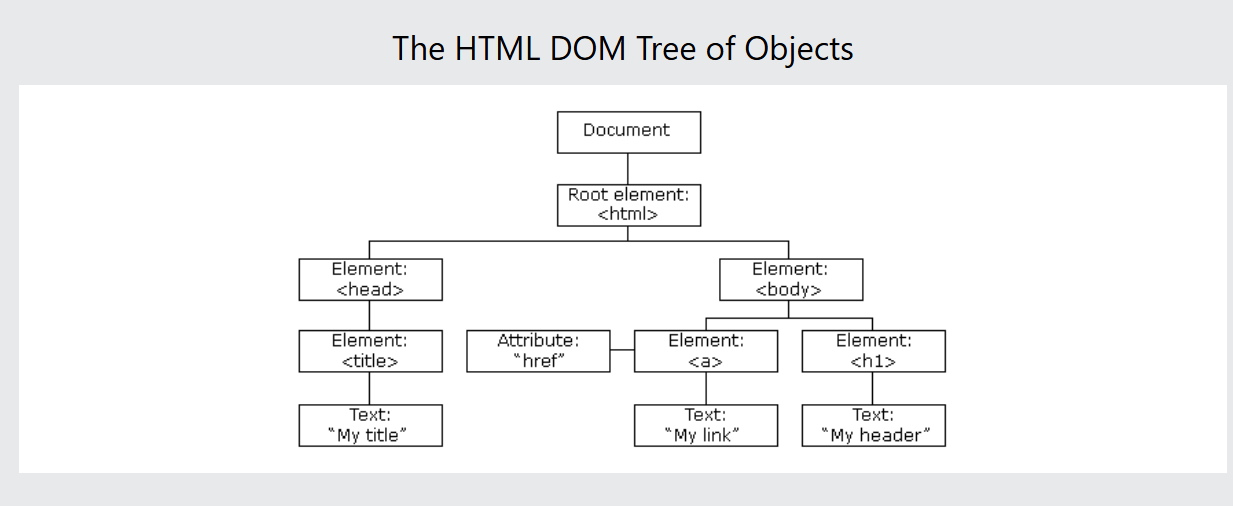 The HTML DOM Tree of Objects
Document
Root element:
<html>
Element:
<head>
Element:
<body>
Element:
<title>
Attribute:
“href”
Element:
<a>
Element:
<h1>
Text:
“My title”
Text:
“My link”
Text:
“My header”